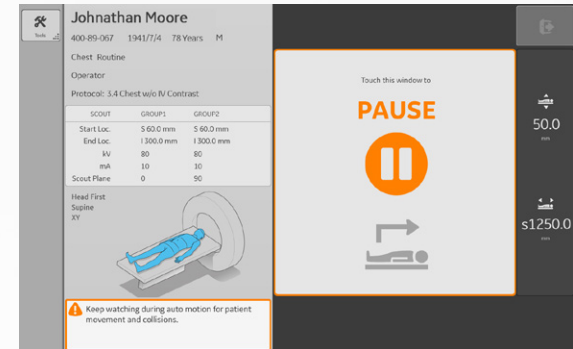 Tools
Johnathan Moore
400-89-067 1941/7/4 78 Years M
Chest Routine
Operator
Protocol: 3.4 Chest w/o IV Contrast
SCOUT GROUP1 GROUP2
Start Loc. S 60.0 mm S 60.0 mm
End Loc. I 300.0 mm I 300.0 mm
kV 80 80
mA 10 10
Scout Plane 0 90
Head First
Supine
XY
Keep watching during auto motion for patient
movement and collisions.
Touch this window to
PAUSE
50.0
mm
s1250.0
mm